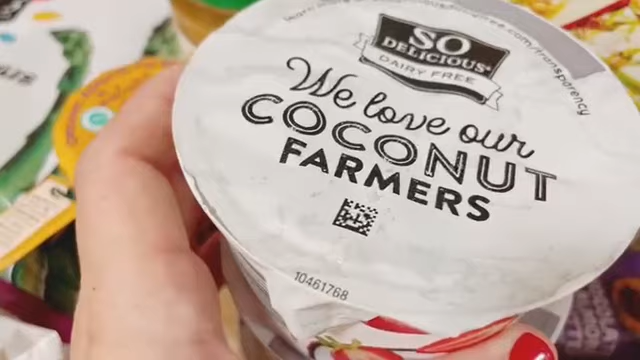 SO
DELICIOUS®
DAIRY FREE
We love our
COCONUT
FARMERS
10461768